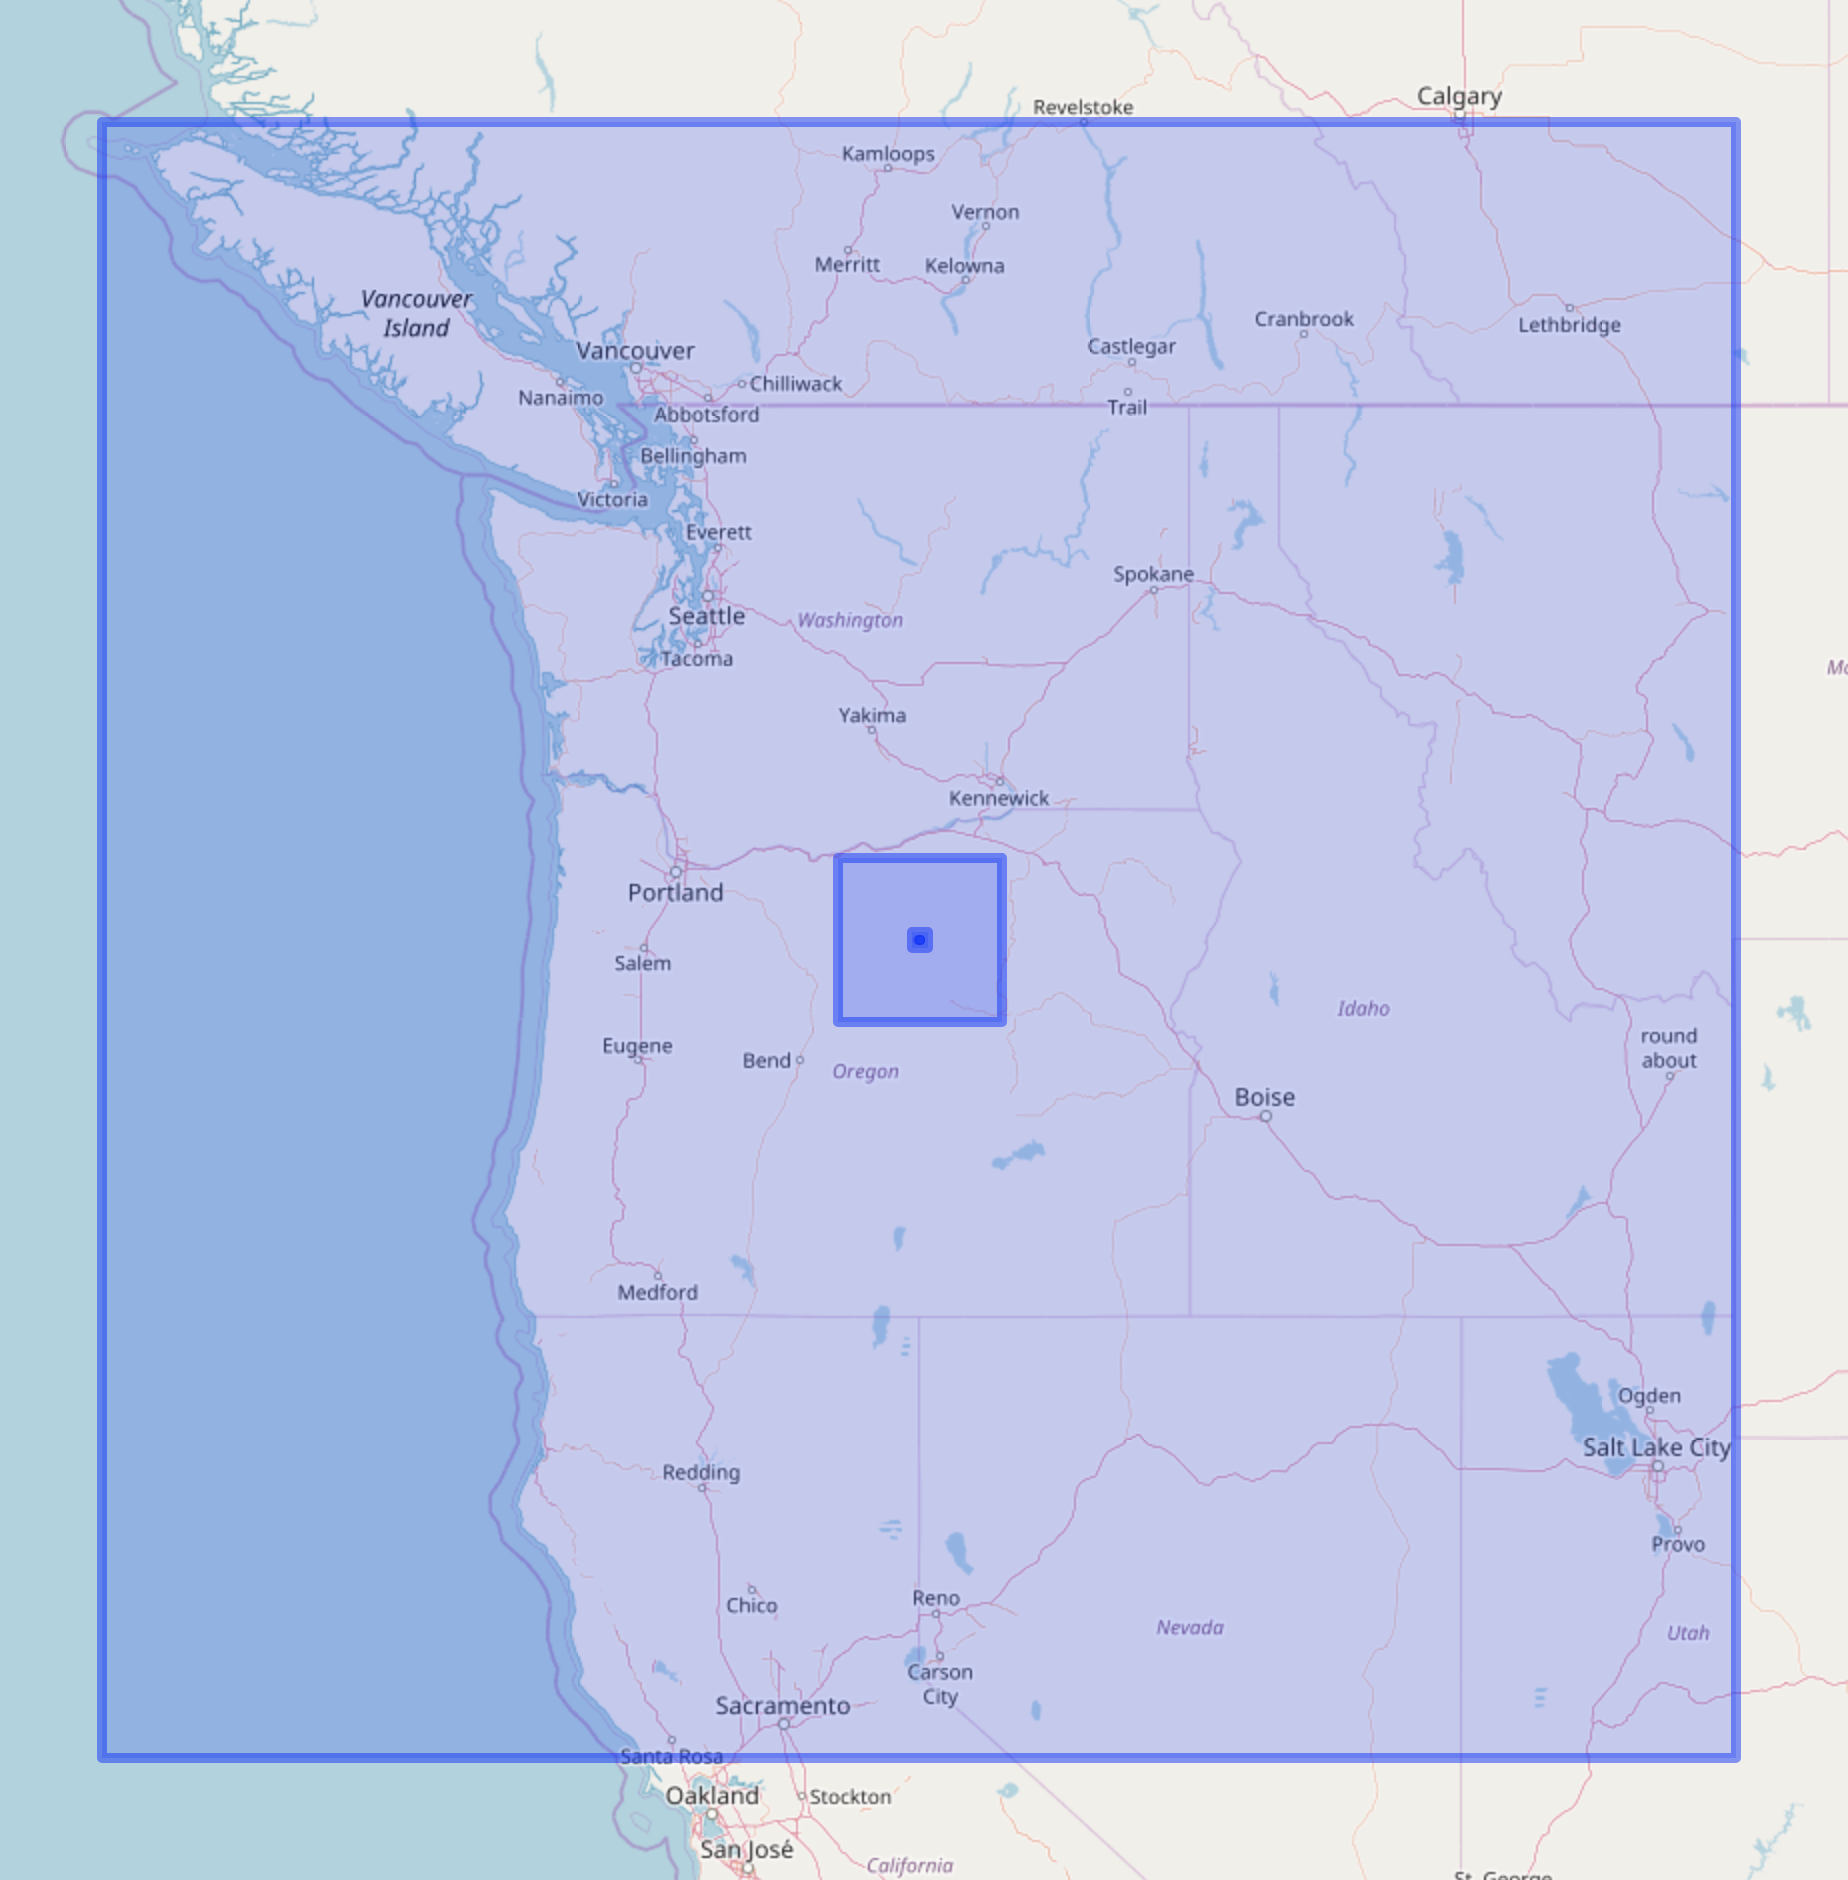 Calgary
Revelstoke
Kamloops
Vernon
Merritt
Kelowna
Vancouver
Island
Cranbrook
Lethbridge
Vancouver
Castlegar
Nanaimo
Chilliwack
Abbotsford
Trail
Bellingham
Victoria
Everett
Spokane
Seattle
Washington
Tacoma
Yakima
Kennewick
Portland
Salem
Idaho
Eugene
Bend
Oregon
round
about
Boise
Medford
Ogden
Salt Lake City
Redding
Provo
Chico
Reno
Nevada
Utah
Carson
City
Sacramento
Santa Rosa
Oakland
Stockton
San José
California
St. George